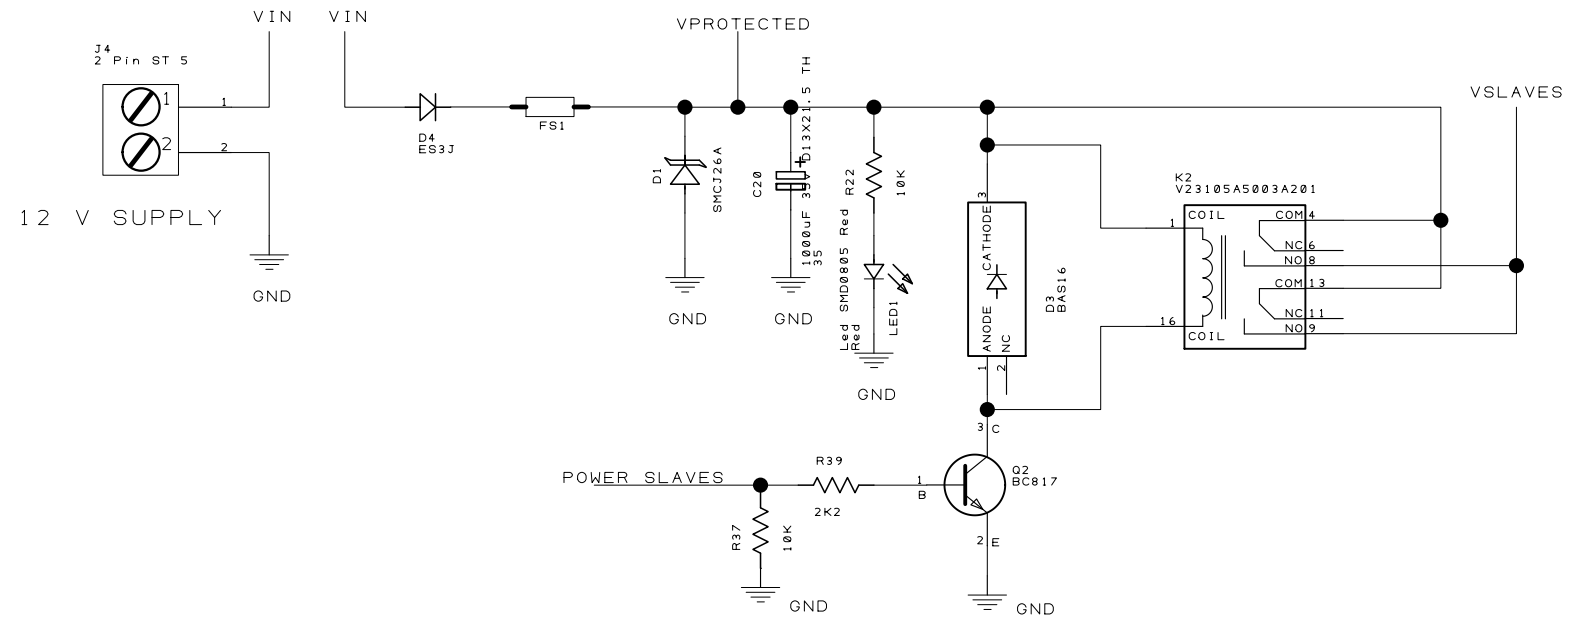 VIN
VIN
VPROTECTED
J4
2 Pin ST 5
1
1
2
2
12 V SUPPLY
GND
D4
ES3J
FS1
D1
SMCJ26A
GND
C20
+
1000uF 35V D13X21.5 TH
35
GND
R22
10K
Led SMD0805 Red
Red
LED1
GND
3
CATHODE
ANODE
NC
1
2
D3
BAS16
VSLAVES
K2
V23105A5003A201
COIL
COM 4
1
NC 6
NO 8
COM 13
NC 11
16
NO 9
COIL
3 C
POWER SLAVES
R39
2K2
1
B
Q2
BC817
R37
10K
2 E
GND
GND